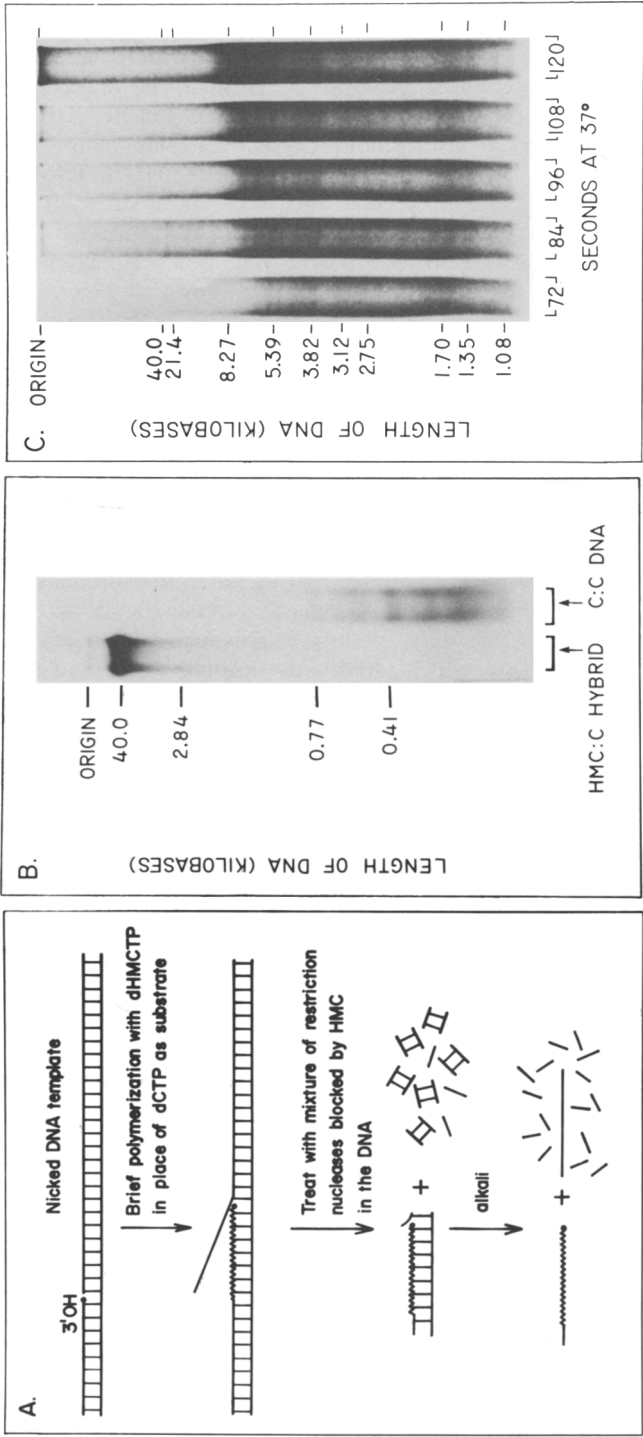 A.
Nicked DNA template
3'OH
Brief polymerization with dHMCTP
in place of dCTP as substrate
Treat with mixture of restriction
nucleases blocked by HMC
in the DNA
+
alkali
+
B.
LENGTH OF DNA (KILOBASES)
ORIGIN
40.0
2.84
0.77
0.41
HMC:C HYBRID
C:C DNA
C.
LENGTH OF DNA (KILOBASES)
ORIGIN
40.0
21.4
8.27
5.39
3.82
3.12
2.75
1.70
1.35
1.08
72 84 96 108 120
SECONDS AT 37°